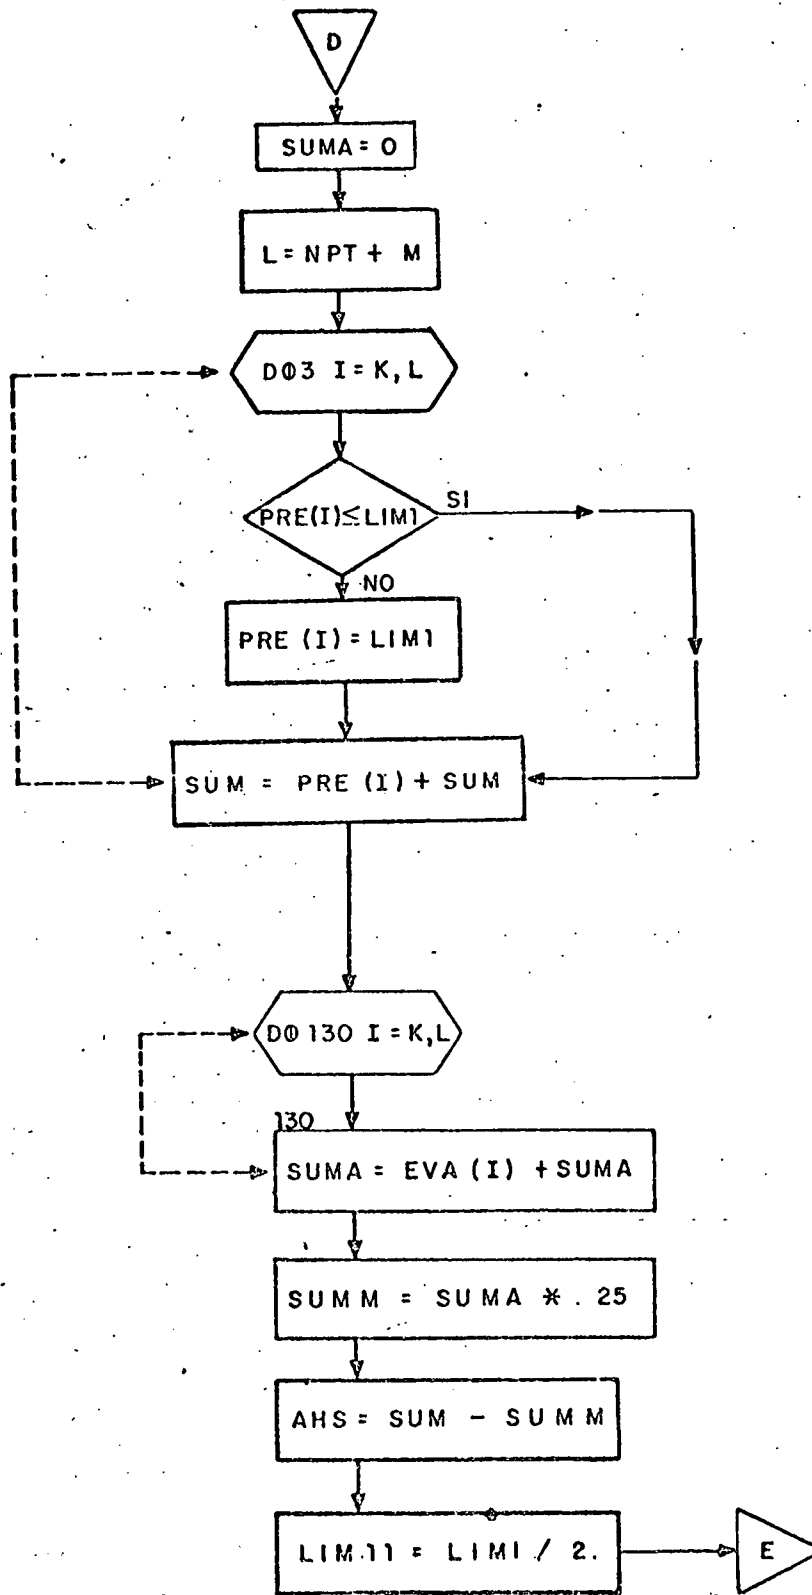 D
SUMA = 0
L = NPT + M
DO3 I = K, L
PRE(I)≤LIM1
SI
NO
PRE (I) = LIM1
SUM = PRE (I) + SUM
DO 130 I = K,L
130
SUMA = EVA (I) + SUMA
SUMM = SUMA * . 25
AHS = SUM - SUMM
LIM11 = LIM1 / 2.
E